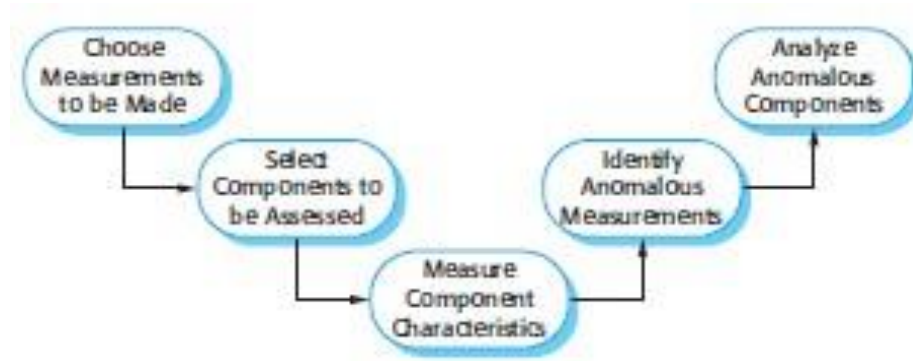 Choose
Measurements
to be Made
Select
Components to
be Assessed
Measure
Component
Characteristics
Identify
Anomalous
Measurements
Analyze
Anomalous
Components